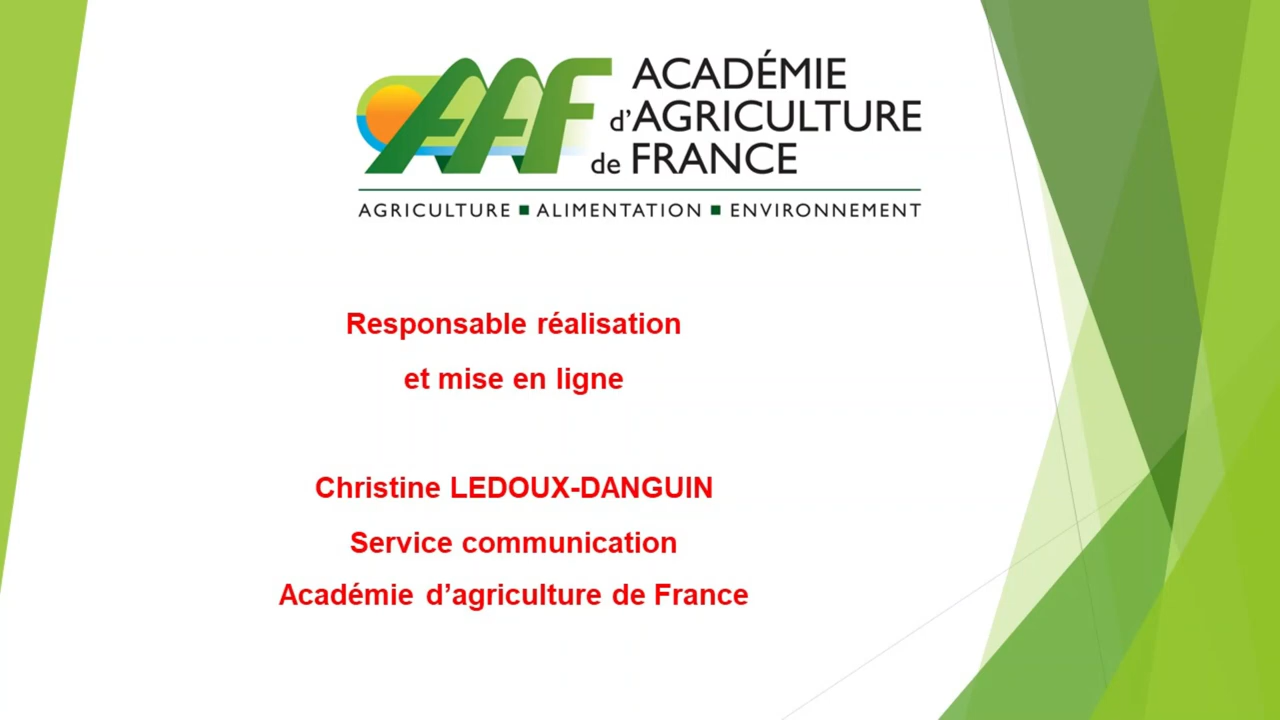 AAF
ACADÉMIE
d'AGRICULTURE
de FRANCE
AGRICULTURE ■ ALIMENTATION ■ ENVIRONNEMENT
Responsable réalisation
et mise en ligne
Christine LEDOUX-DANGUIN
Service communication
Académie d’agriculture de France